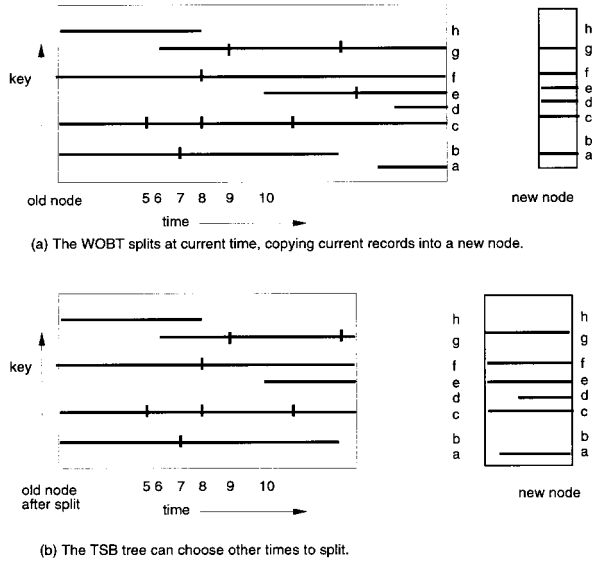 h
g
key f
e
d
c
b
a
h
g
f
e
d
c
b
a
old node 5 6 7 8 9 10 new node
time
(a) The WOBT splits at current time, copying current records into a new node.
h
g
key f
e
d
c
b
a
h
g
f
e
d
c
b
a
old node 5 6 7 8 9 10 new node
after split
time
(b) The TSB tree can choose other times to split.